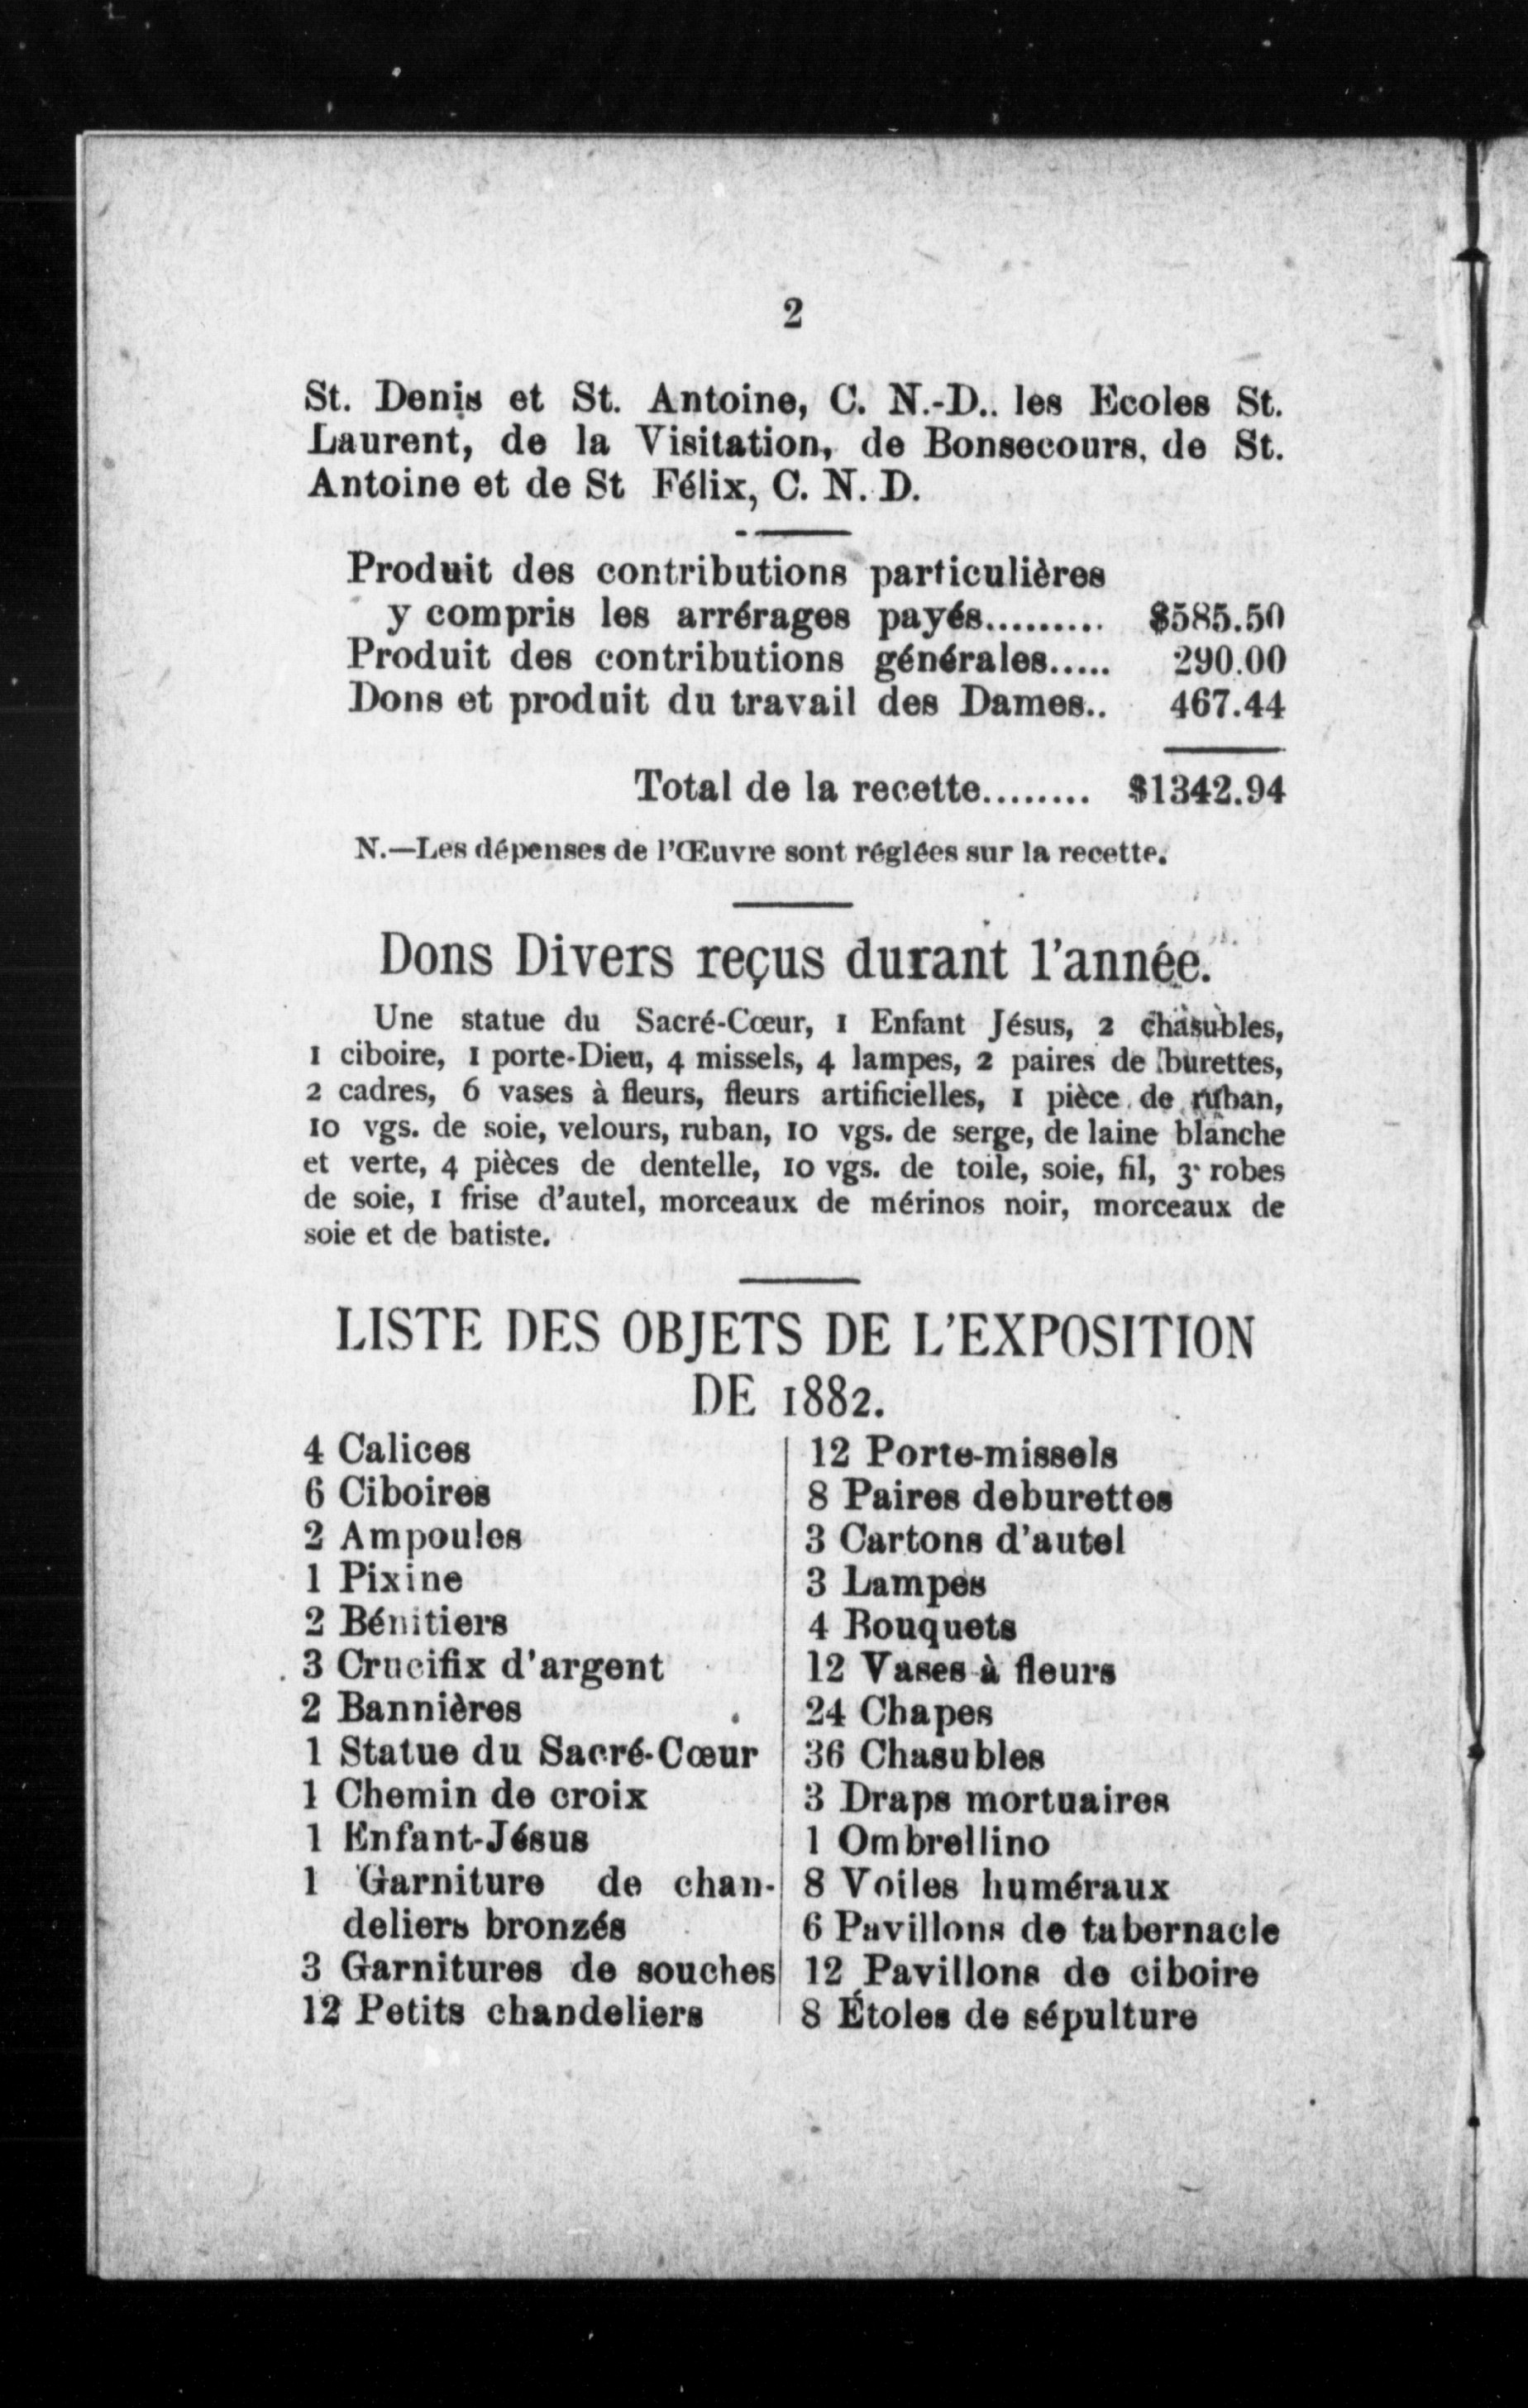 2
St. Denis et St. Antoine, C. N.-D.. les Ecoles St.
Laurent, de la Visitation, de Bonsecours, de St.
Antoine et de St Félix, C. N. D.
Produit des contributions particulières
y compris les arrérages payés......... $585.50
Produit des contributions générales..... 290.00
Dons et produit du travail des Dames.. 467.44
Total de la recette........ $1342.94
N.—Les dépenses de l'Œuvre sont réglées sur la recette.
Dons Divers reçus durant l'année.
Une statue du Sacré-Cœur, 1 Enfant Jésus, 2 chasubles,
1 ciboire, 1 porte-Dieu, 4 missels, 4 lampes, 2 paires de burettes,
2 cadres, 6 vases à fleurs, fleurs artificielles, 1 pièce de ruban,
10 vgs. de soie, velours, ruban, 10 vgs. de serge, de laine blanche
et verte, 4 pièces de dentelle, 10 vgs. de toile, soie, fil, 3 robes
de soie, 1 frise d'autel, morceaux de mérinos noir, morceaux de
soie et de batiste.
LISTE DES OBJETS DE L'EXPOSITION
DE 1882.
4 Calices
6 Ciboires
2 Ampoules
1 Pixine
2 Bénitiers
3 Crucifix d'argent
2 Bannières
1 Statue du Sacré-Cœur
1 Chemin de croix
1 Enfant-Jésus
1 Garniture de chan-
deliers bronzés
3 Garnitures de souches
12 Petits chandeliers
12 Porte-missels
8 Paires deburettes
3 Cartons d'autel
3 Lampes
4 Bouquets
12 Vases à fleurs
24 Chapes
36 Chasubles
3 Draps mortuaires
1 Ombrellino
8 Voiles huméraux
6 Pavillons de tabernacle
12 Pavillons de ciboire
8 Étoles de sépulture